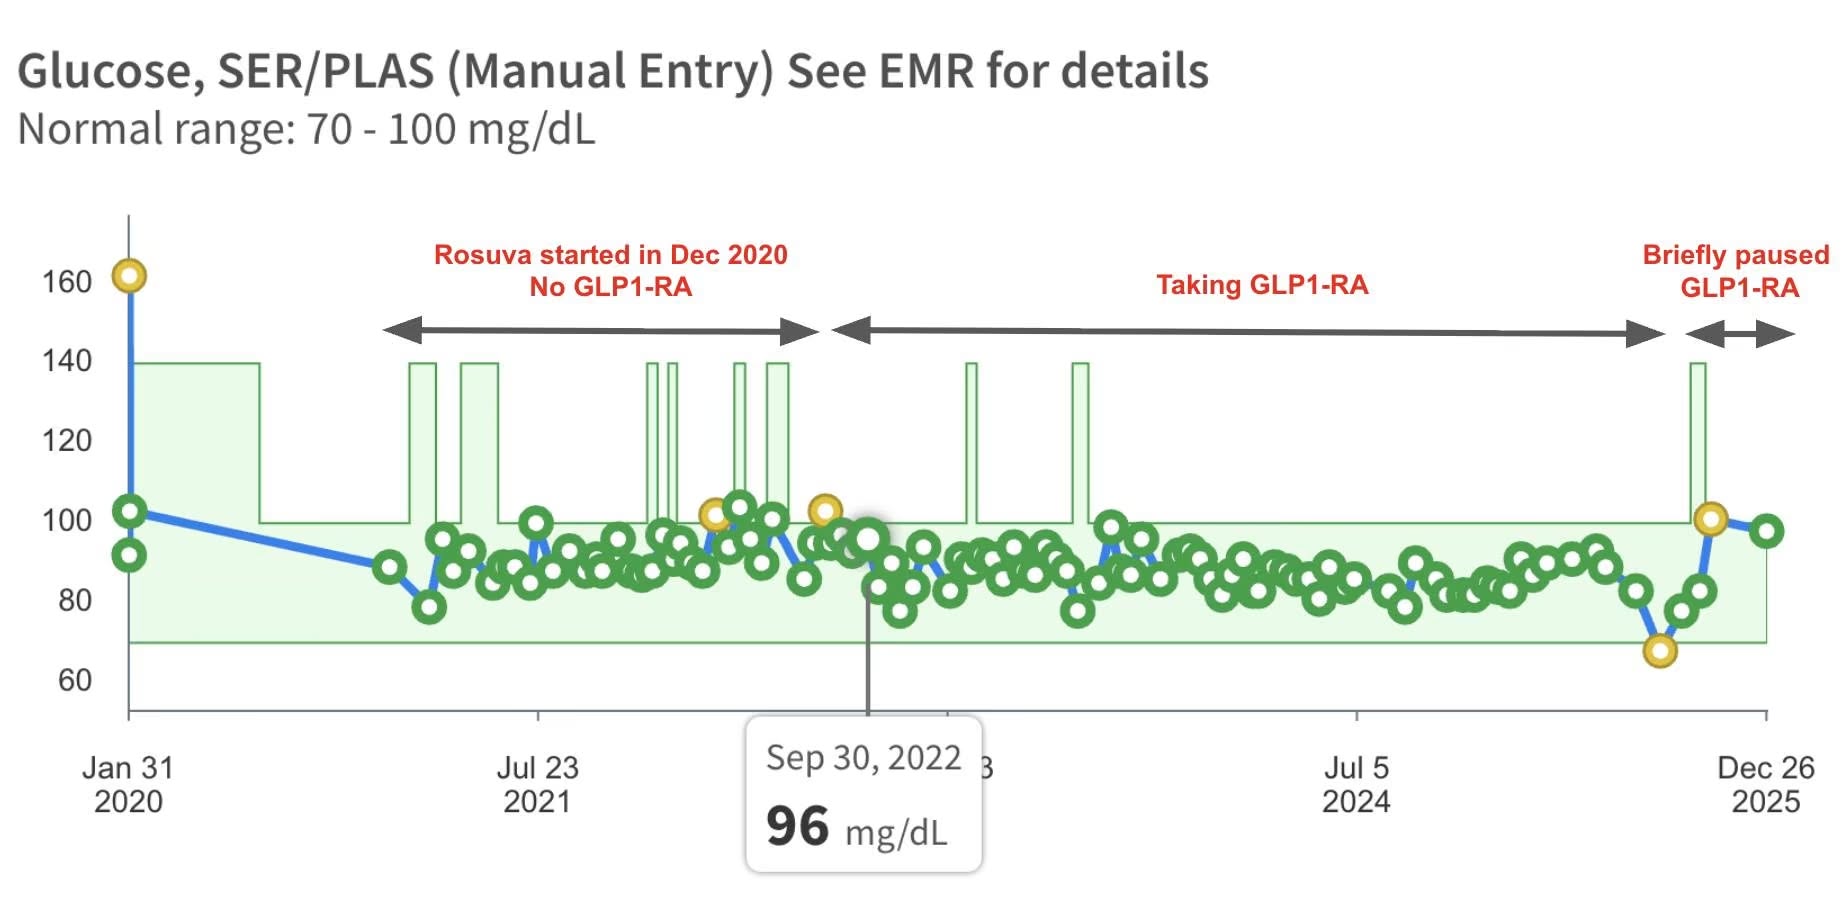 Glucose, SER/PLAS (Manual Entry) See EMR for details
Normal range: 70 - 100 mg/dL
Rosuva started in Dec 2020
No GLP1-RA
Taking GLP1-RA
Briefly paused
GLP1-RA
160
140
120
100
80
60
Jan 31
2020
Jul 23
2021
Sep 30, 2022
96 mg/dL
3
Jul 5
2024
Dec 26
2025